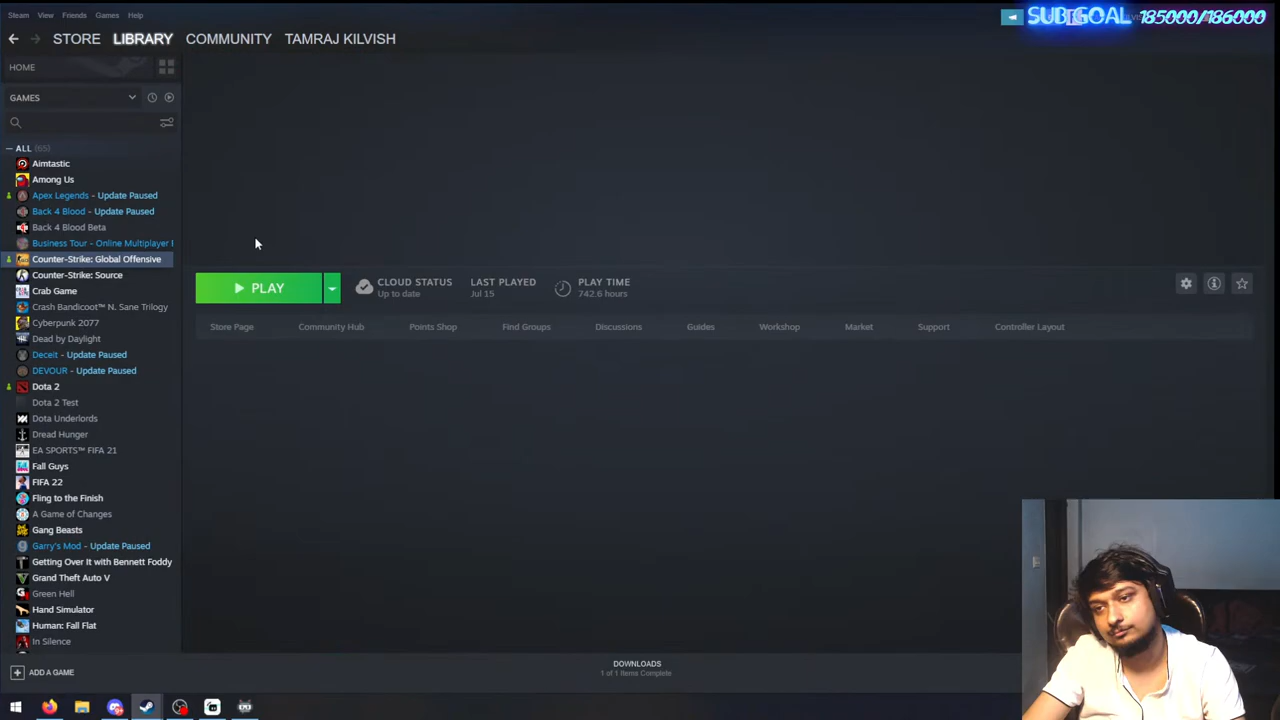 Steam View Friends Games Help
SUB GOAL 185000/186000
STORE LIBRARY COMMUNITY TAMRAJ KILVISH
HOME
GAMES
ALL (65)
Aimtastic
Among Us
Apex Legends - Update Paused
Back 4 Blood - Update Paused
Back 4 Blood Beta
Business Tour - Online Multiplayer
Counter-Strike: Global Offensive
Counter-Strike: Source
Crab Game
Crash Bandicoot™ N. Sane Trilogy
Cyberpunk 2077
Dead by Daylight
Deceit - Update Paused
DEVOUR - Update Paused
Dota 2
Dota 2 Test
Dota Underlords
Dread Hunger
EA SPORTS™ FIFA 21
Fall Guys
FIFA 22
Fling to the Finish
A Game of Changes
Gang Beasts
Garry's Mod - Update Paused
Getting Over It with Bennett Foddy
Grand Theft Auto V
Green Hell
Hand Simulator
Human: Fall Flat
In Silence
ADD A GAME
PLAY
CLOUD STATUS
Up to date
LAST PLAYED
Jul 15
PLAY TIME
742.6 hours
Store Page Community Hub Points Shop Find Groups Discussions Guides Workshop Market Support Controller Layout
DOWNLOADS
1 of 1 Items Complete